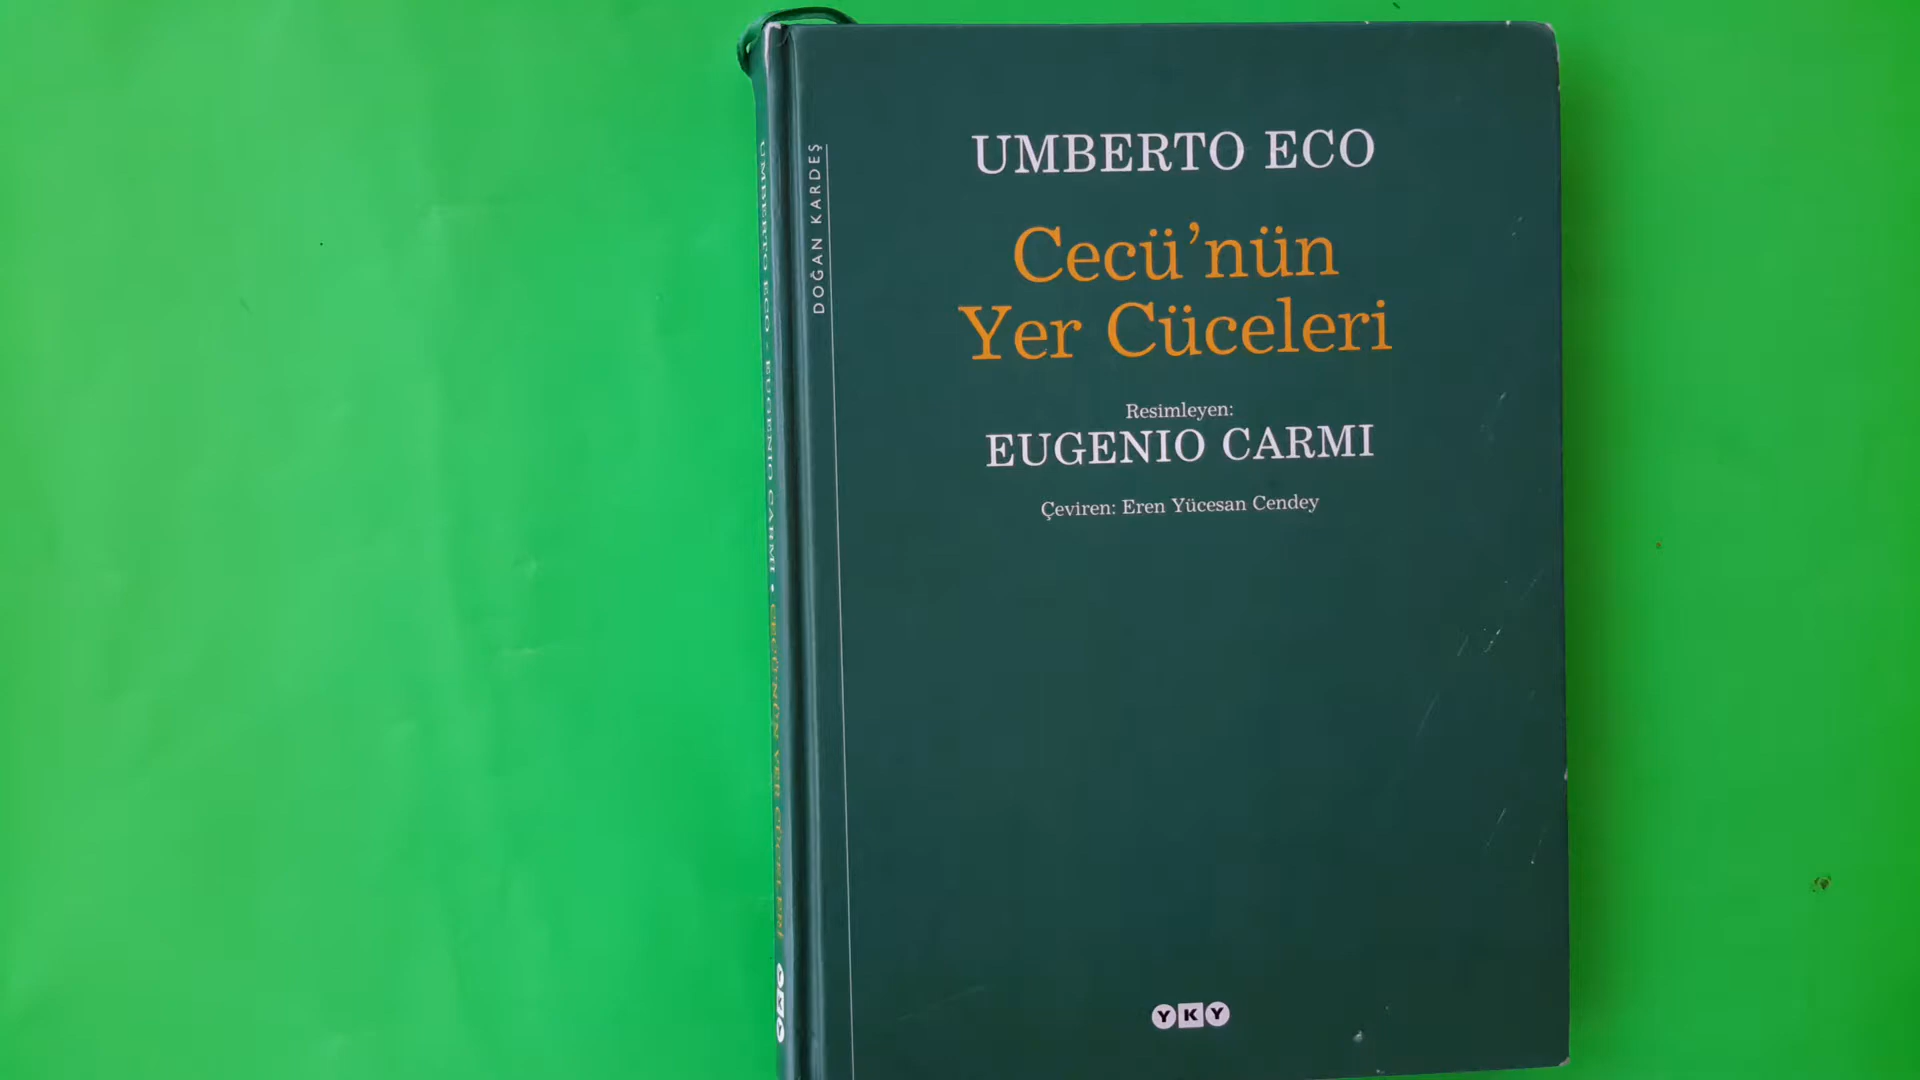 UMBERTO ECO
Cecü’nün
Yer Cüceleri
Resimleyen:
EUGENIO CARMI
Çeviren: Eren Yücesan Cendey
YKY
DOĞAN KARDEŞ
UMBERTO ECO - EUGENIO CARMI • CECÜ'NÜN YER CÜCELERİ
YKY